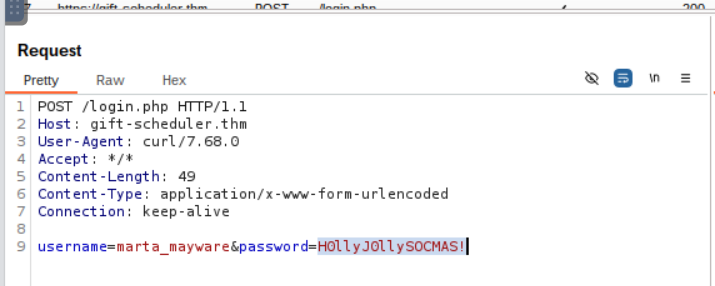 7 https://gift-scheduler.thm POST /login.php ✓ 200
Request
Pretty Raw Hex \n
1 POST /login.php HTTP/1.1
2 Host: gift-scheduler.thm
3 User-Agent: curl/7.68.0
4 Accept: */*
5 Content-Length: 49
6 Content-Type: application/x-www-form-urlencoded
7 Connection: keep-alive
8
9 username=marta_mayware&password=H0llyJ0llySOCMAS!